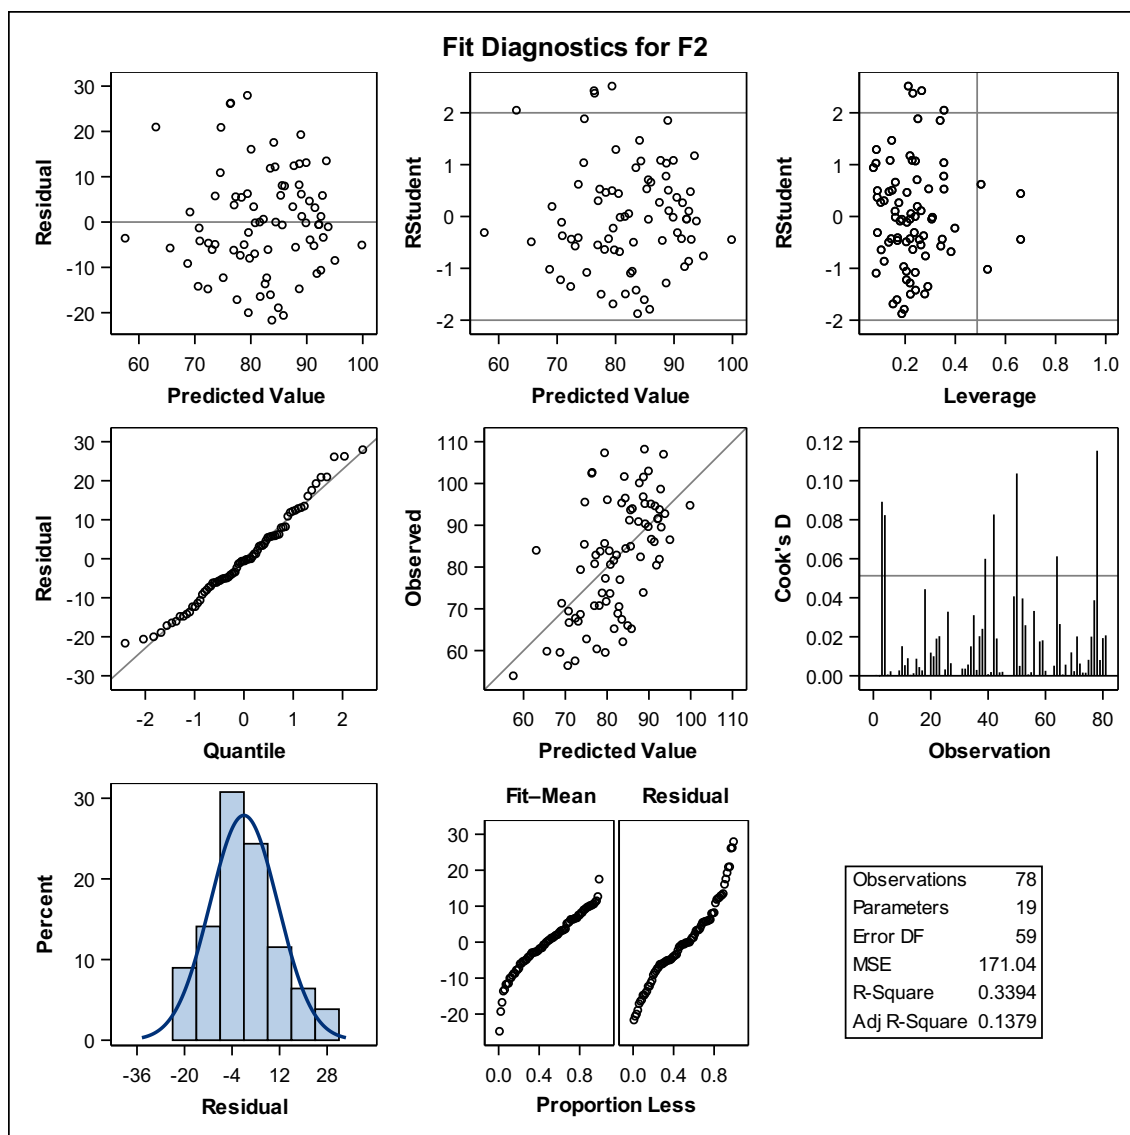 Fit Diagnostics for F2
30
20
10
0
-10
-20
Residual
60 70 80 90 100
Predicted Value
2
1
0
-1
-2
RStudent
60 70 80 90 100
Predicted Value
2
1
0
-1
-2
RStudent
0.2 0.4 0.6 0.8 1.0
Leverage
30
20
10
0
-10
-20
-30
Residual
-2 -1 0 1 2
Quantile
110
100
90
80
70
60
Observed
60 70 80 90 100 110
Predicted Value
0.12
0.10
0.08
0.06
0.04
0.02
0.00
Cook's D
0 20 40 60 80
Observation
30
20
10
0
Percent
-36 -20 -4 12 28
Residual
Fit–Mean Residual
30
20
10
0
-10
-20
0.0 0.4 0.8 0.0 0.4 0.8
Proportion Less
Observations 78
Parameters 19
Error DF 59
MSE 171.04
R-Square 0.3394
Adj R-Square 0.1379